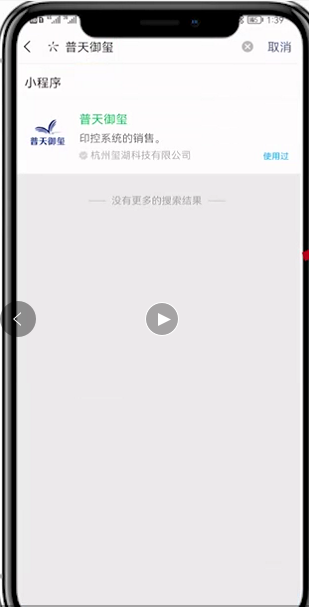 1:39
普天御玺
取消
小程序
普天御玺
普天御玺
印控系统的销售。
杭州玺湖科技有限公司
使用过
没有更多的搜索结果